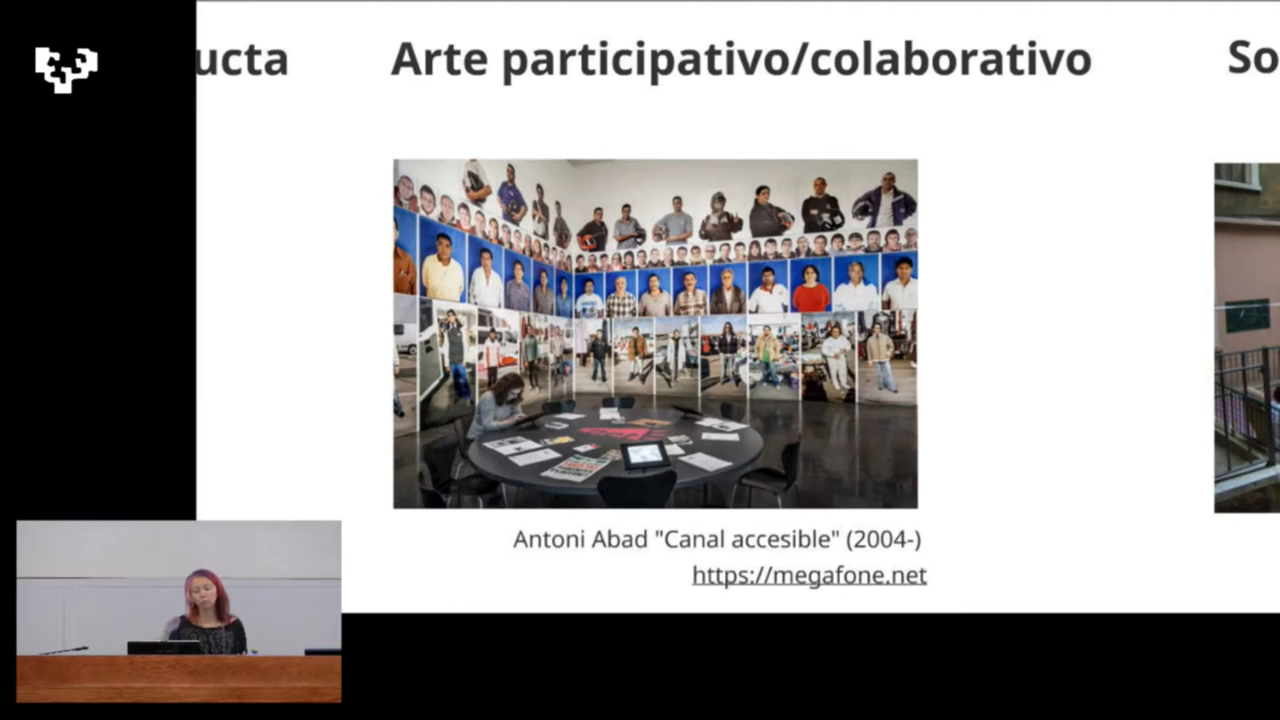 ucta
Arte participativo/colaborativo
So
Antoni Abad "Canal accesible" (2004-)
https://megafone.net